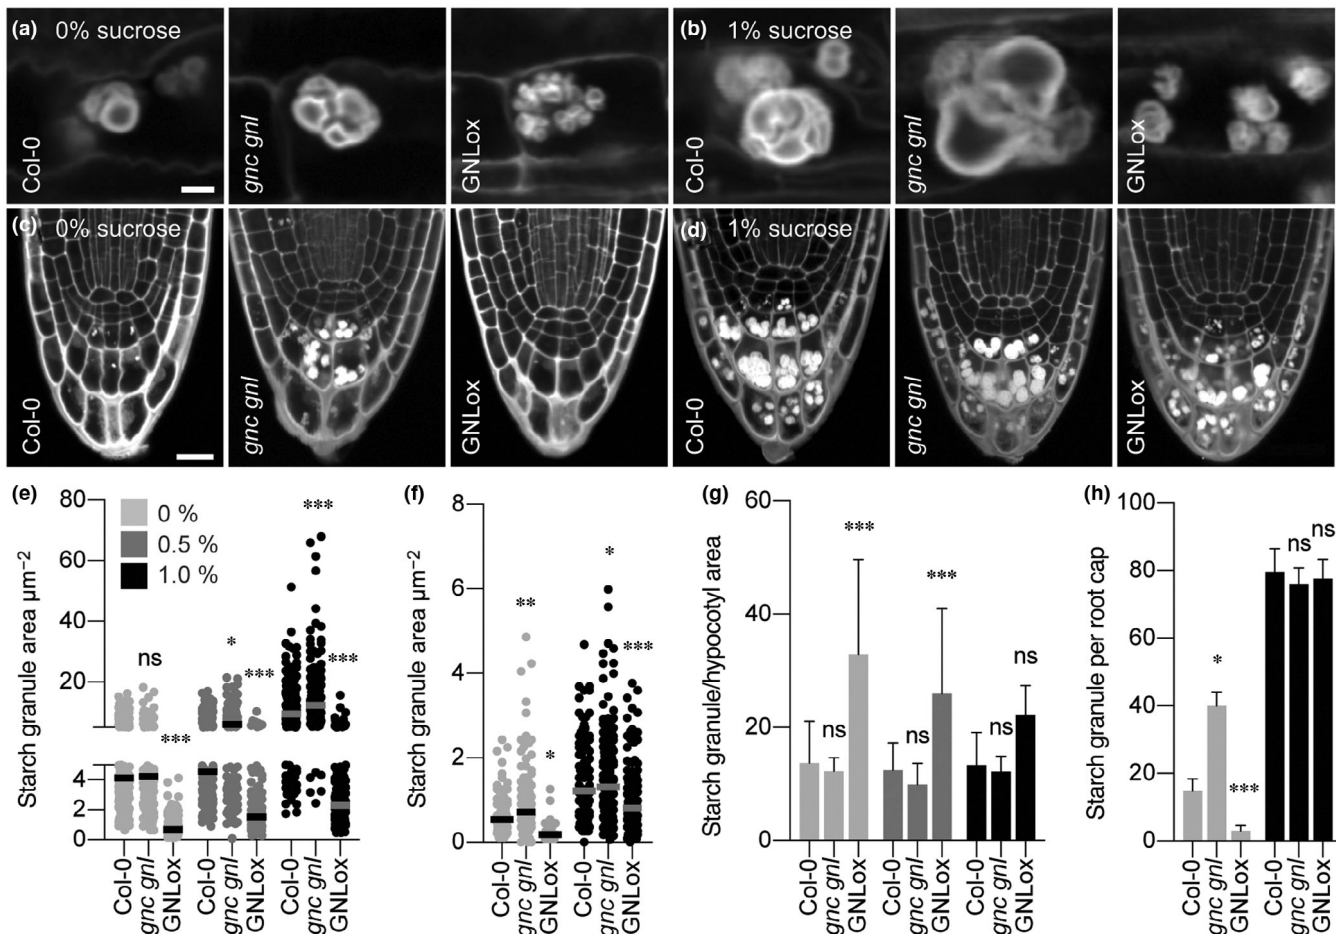 (a) 0% sucrose
Col-0
gnc gnl
GNLox
(b) 1% sucrose
Col-0
gnc gnl
GNLox
(c) 0% sucrose
Col-0
gnc gnl
GNLox
(d) 1% sucrose
Col-0
gnc gnl
GNLox
(e)
Starch granule area μm⁻²
80
60
40
20
4
2
0
0 %
0.5 %
1.0 %
ns
***
*
***
***
***
Col-0
gnc gnl
GNLox
Col-0
gnc gnl
GNLox
Col-0
gnc gnl
GNLox
(f)
Starch granule area μm⁻²
8
6
4
2
0
**
*
*
***
Col-0
gnc gnl
GNLox
Col-0
gnc gnl
GNLox
(g)
Starch granule/hypocotyl area
60
40
20
0
ns
***
ns
***
ns
ns
Col-0
gnc gnl
GNLox
Col-0
gnc gnl
GNLox
Col-0
gnc gnl
GNLox
(h)
Starch granule per root cap
100
80
60
40
20
0
*
***
ns
ns
Col-0
gnc gnl
GNLox
Col-0
gnc gnl
GNLox